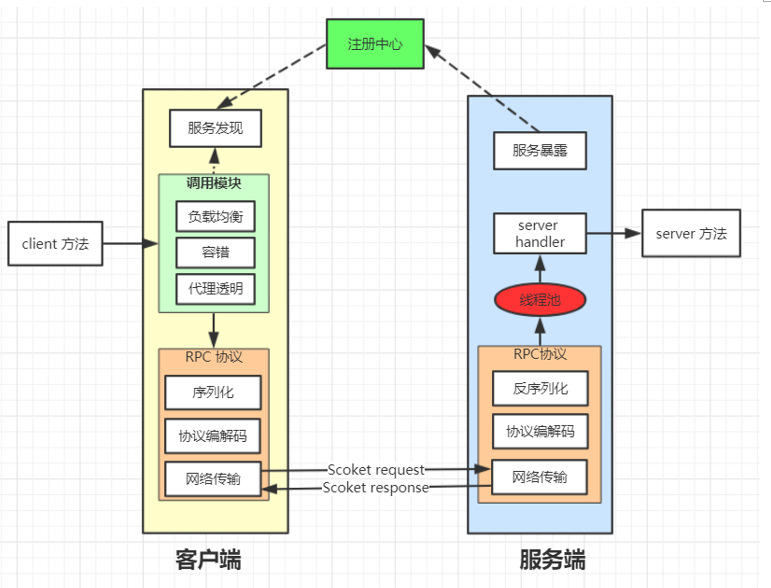 注册中心
服务发现
调用模块
负载均衡
容错
代理透明
client 方法
RPC 协议
序列化
协议编解码
网络传输
客户端
Scoket request
Scoket response
服务暴露
server
handler
server 方法
线程池
RPC协议
反序列化
协议编解码
网络传输
服务端